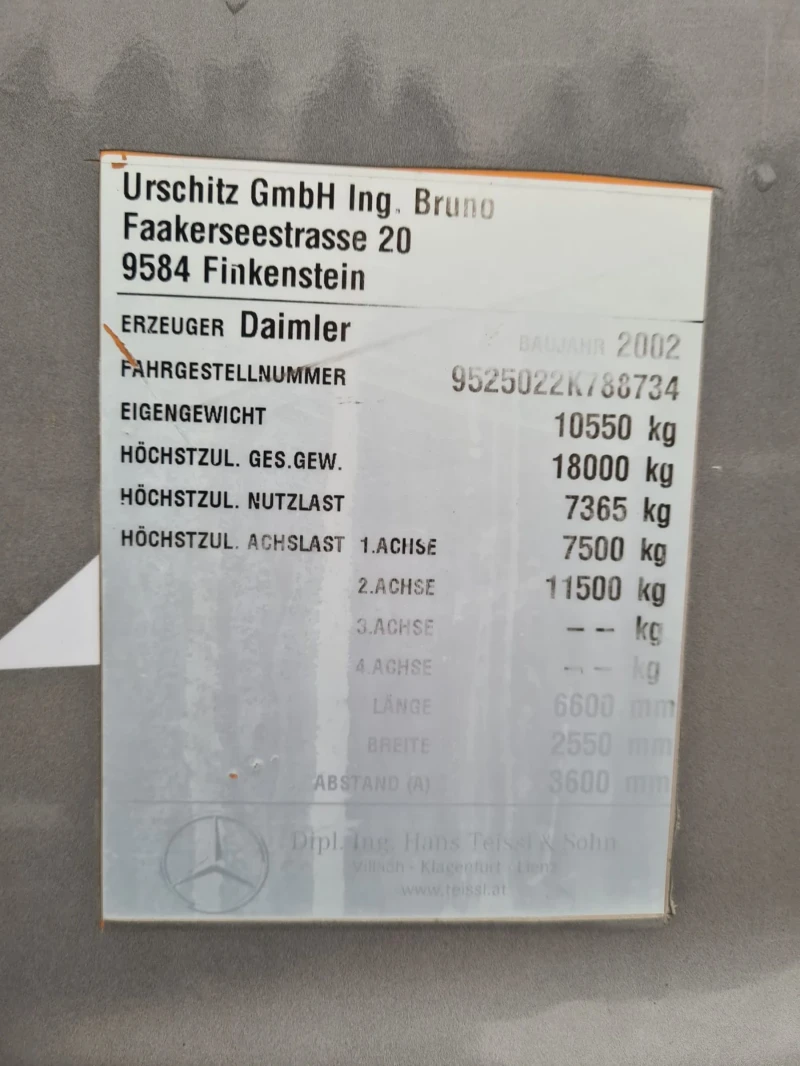 Urschitz GmbH Ing. Bruno
Faakerseestrasse 20
9584 Finkenstein
ERZEUGER Daimler BAUJAHR 2002
FAHRGESTELLNUMMER 9525022K788734
EIGENGEWICHT 10550 kg
HÖCHSTZUL. GES.GEW. 18000 kg
HÖCHSTZUL. NUTZLAST 7365 kg
HÖCHSTZUL. ACHSLAST 1.ACHSE 7500 kg
2.ACHSE 11500 kg
3.ACHSE -- kg
4.ACHSE -- kg
LÄNGE 6600 mm
BREITE 2550 mm
ABSTAND (A) 3600 mm
Dipl. Ing. Hans Teissl & Sohn
Villach - Klagenfurt - Lienz
www.teissl.at